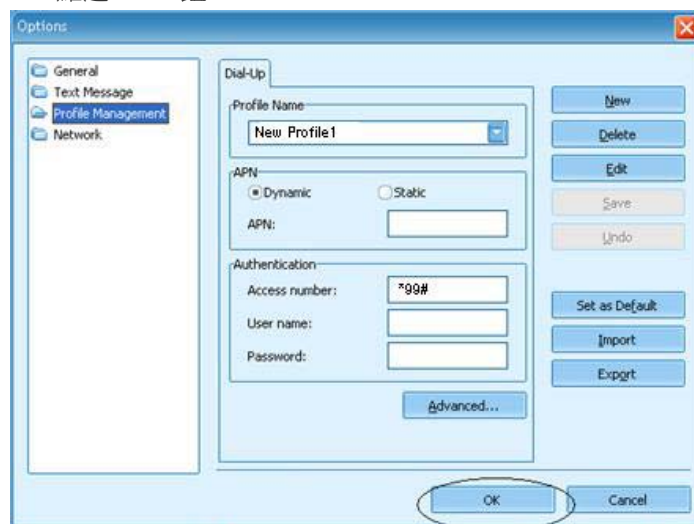 Options
General
Text Message
Profile Management
Network
Dial-Up
Profile Name
New Profile1
APN
Dynamic
Static
APN:
Authentication
Access number:
*99#
User name:
Password:
Advanced...
New
Delete
Edit
Save
Undo
Set as Default
Import
Export
OK
Cancel